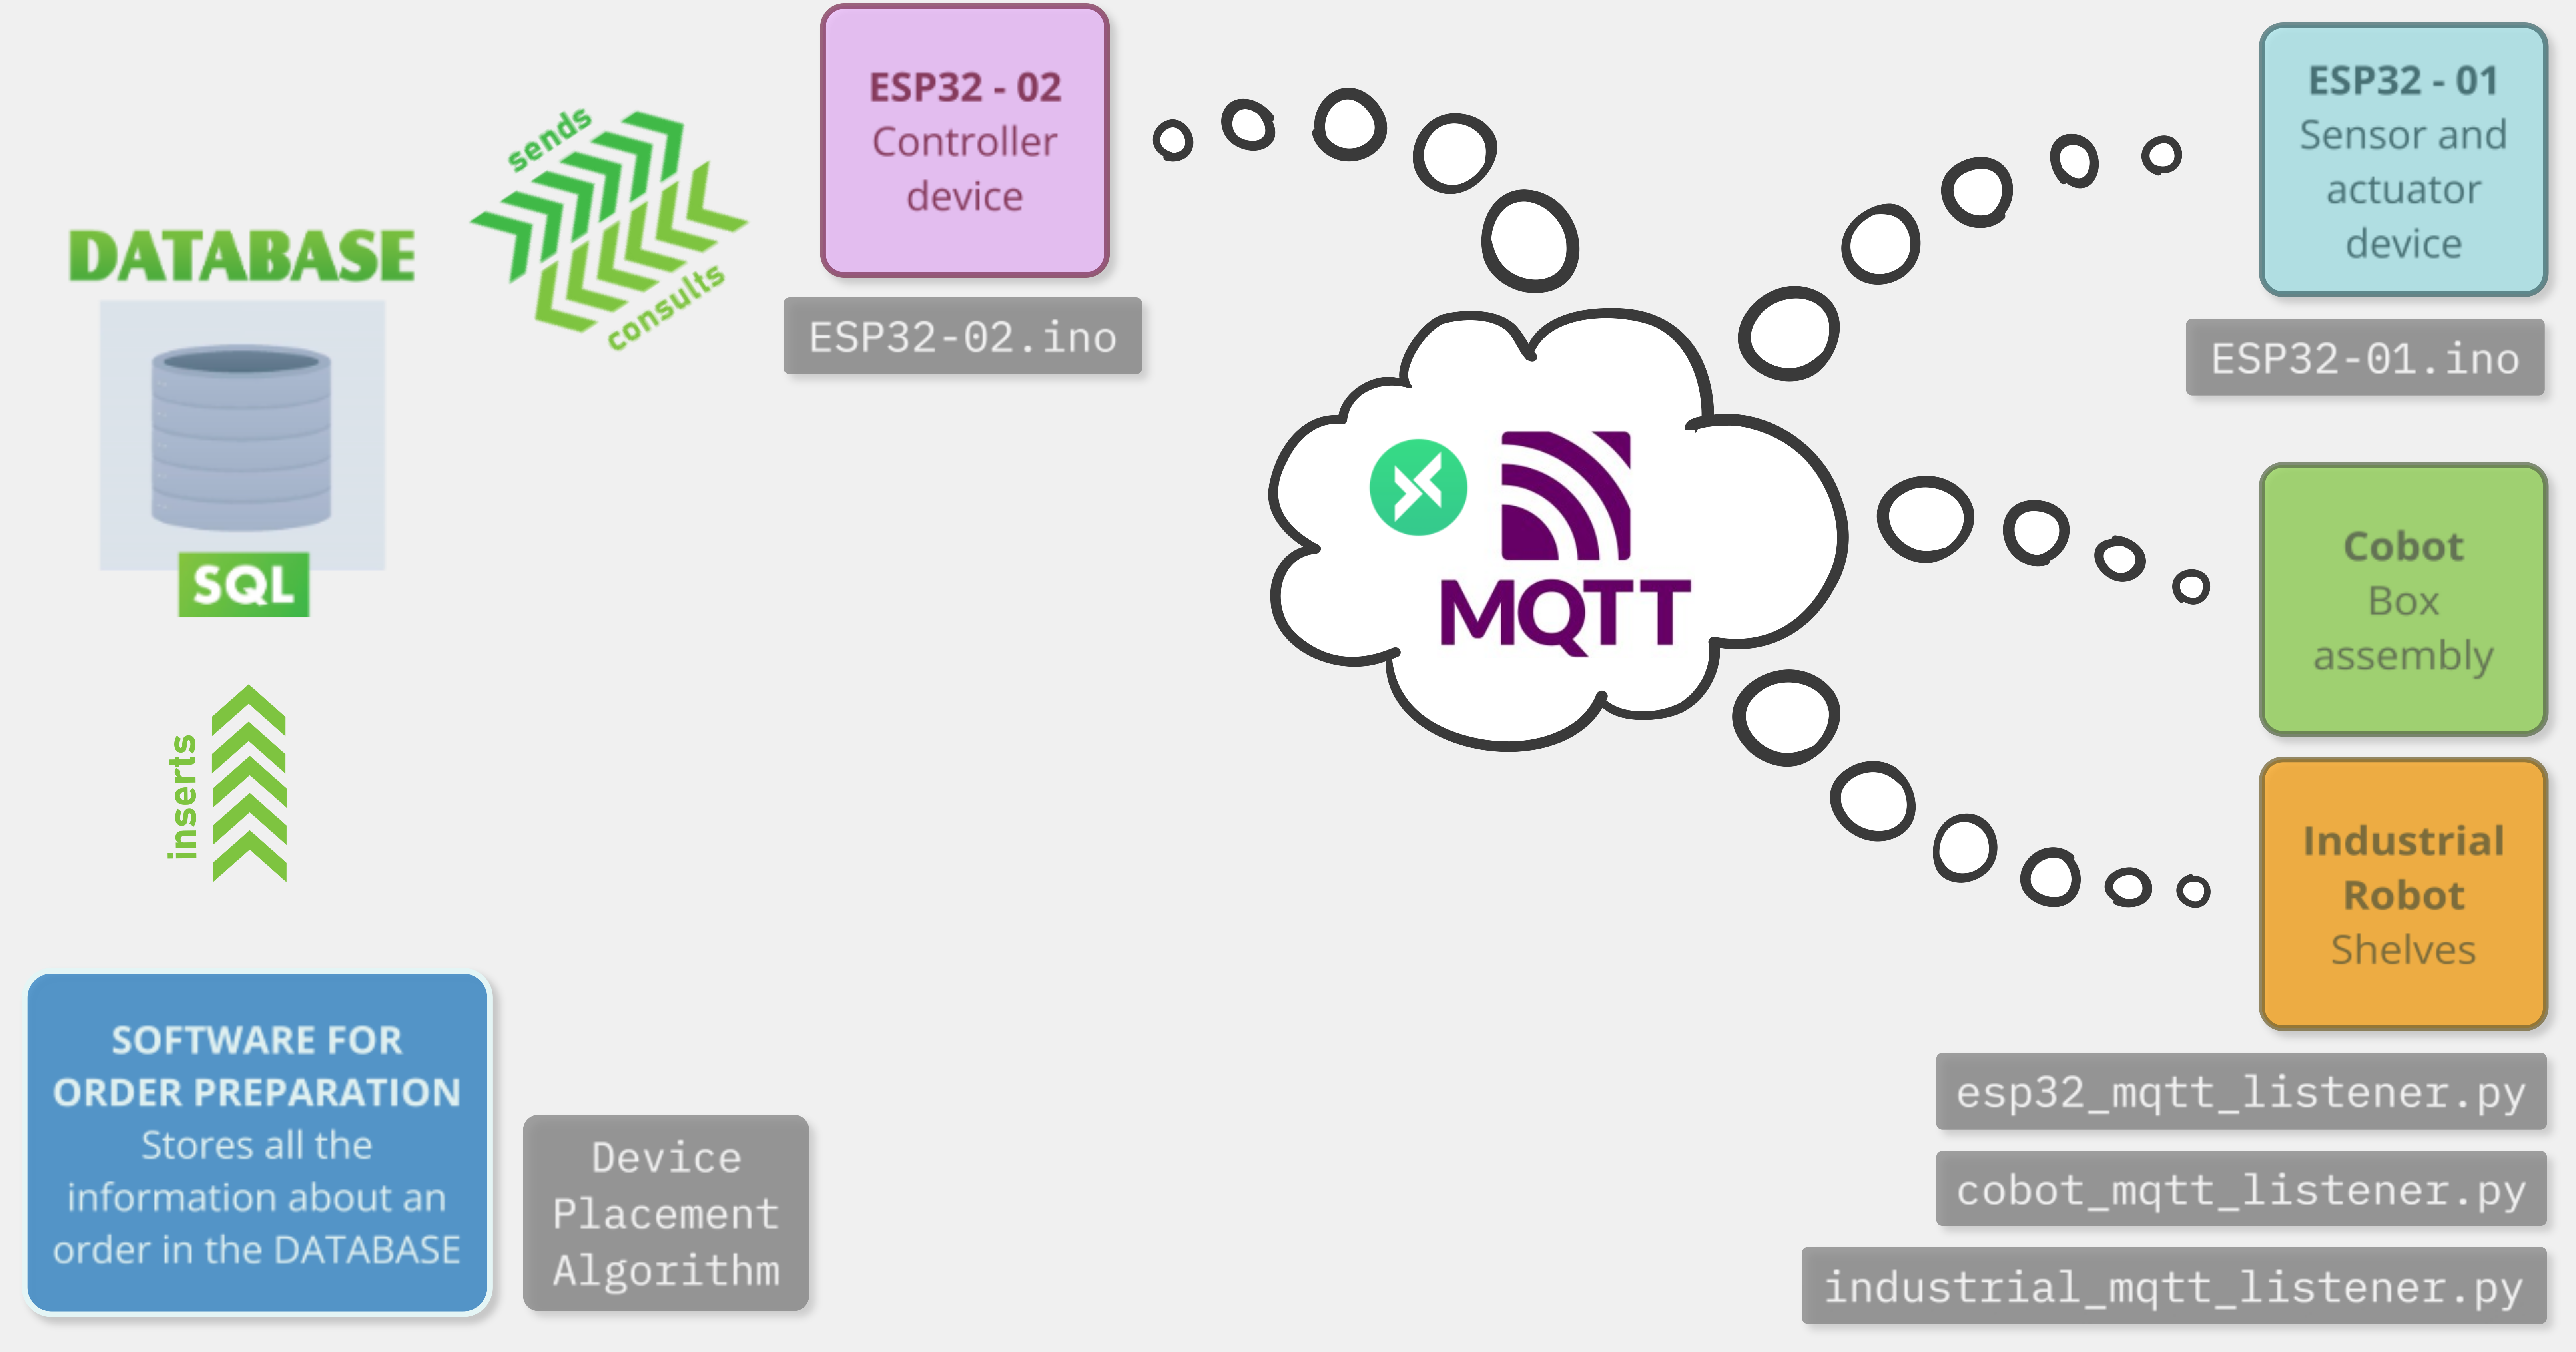 ESP32 - 02
Controller
device
ESP32-02.ino
sends
consults
DATABASE
SQL
inserts
SOFTWARE FOR
ORDER PREPARATION
Stores all the
information about an
order in the DATABASE
Device
Placement
Algorithm
MQTT
ESP32 - 01
Sensor and
actuator
device
ESP32-01.ino
Cobot
Box
assembly
Industrial
Robot
Shelves
esp32_mqtt_listener.py
cobot_mqtt_listener.py
industrial_mqtt_listener.py